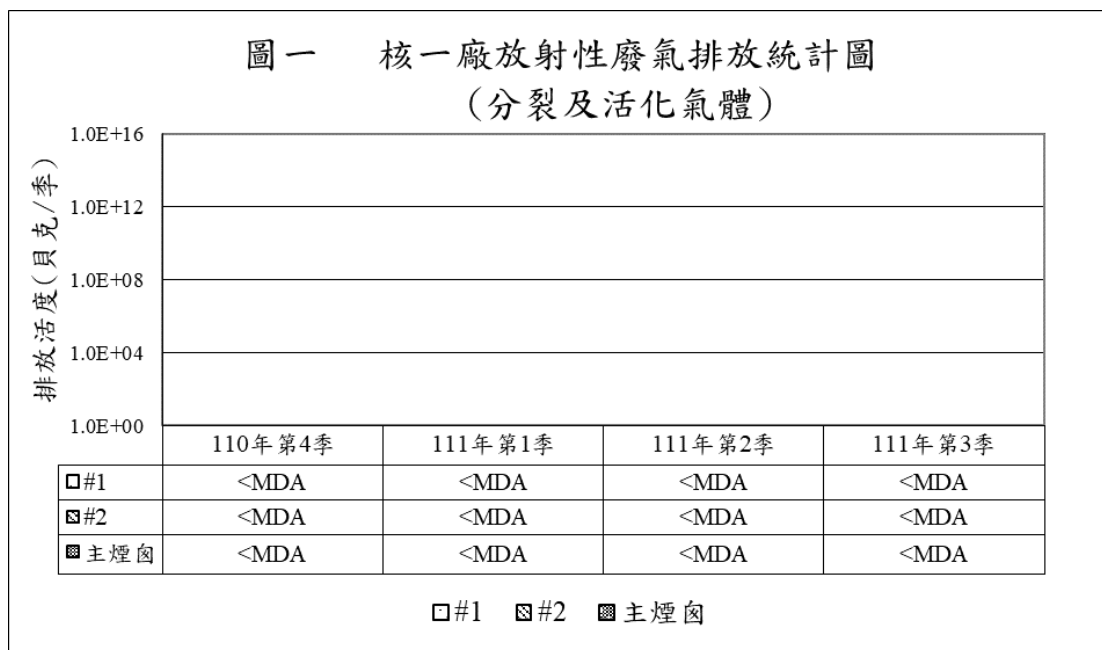 圖一 核一廠放射性廢氣排放統計圖
(分裂及活化氣體)
排放活度(貝克/季)
1.0E+16
1.0E+12
1.0E+08
1.0E+04
1.0E+00
110年第4季 111年第1季 111年第2季 111年第3季
#1 <MDA <MDA <MDA <MDA
#2 <MDA <MDA <MDA <MDA
主煙囪 <MDA <MDA <MDA <MDA
#1 #2 主煙囪